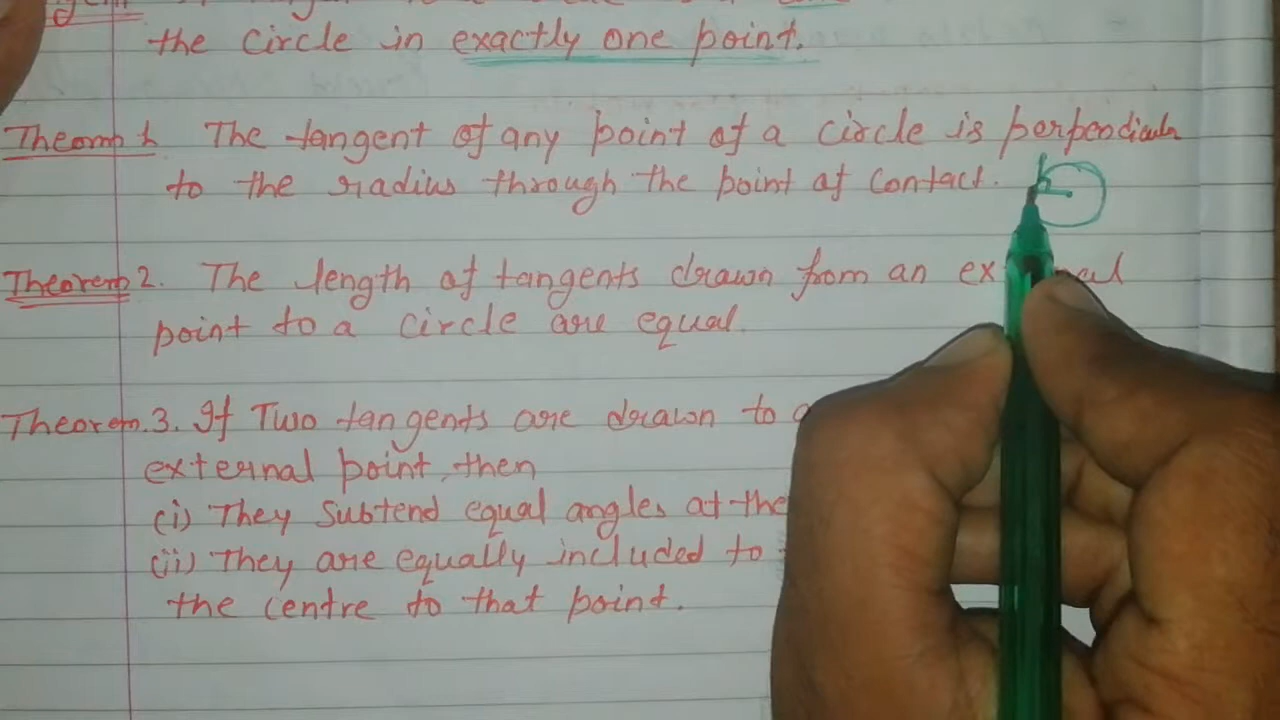 the circle in exactly one point.
Theorem 1. The tangent of any point of a circle is perpendicular
to the radius through the point of contact.
Theorem 2. The length of tangents drawn from an
point to a circle are equal.
Theorem.3. If Two tangents are drawn to a
external point, then
(i) They Subtend equal angles at the
(ii) They are equally included to
the centre to that point.